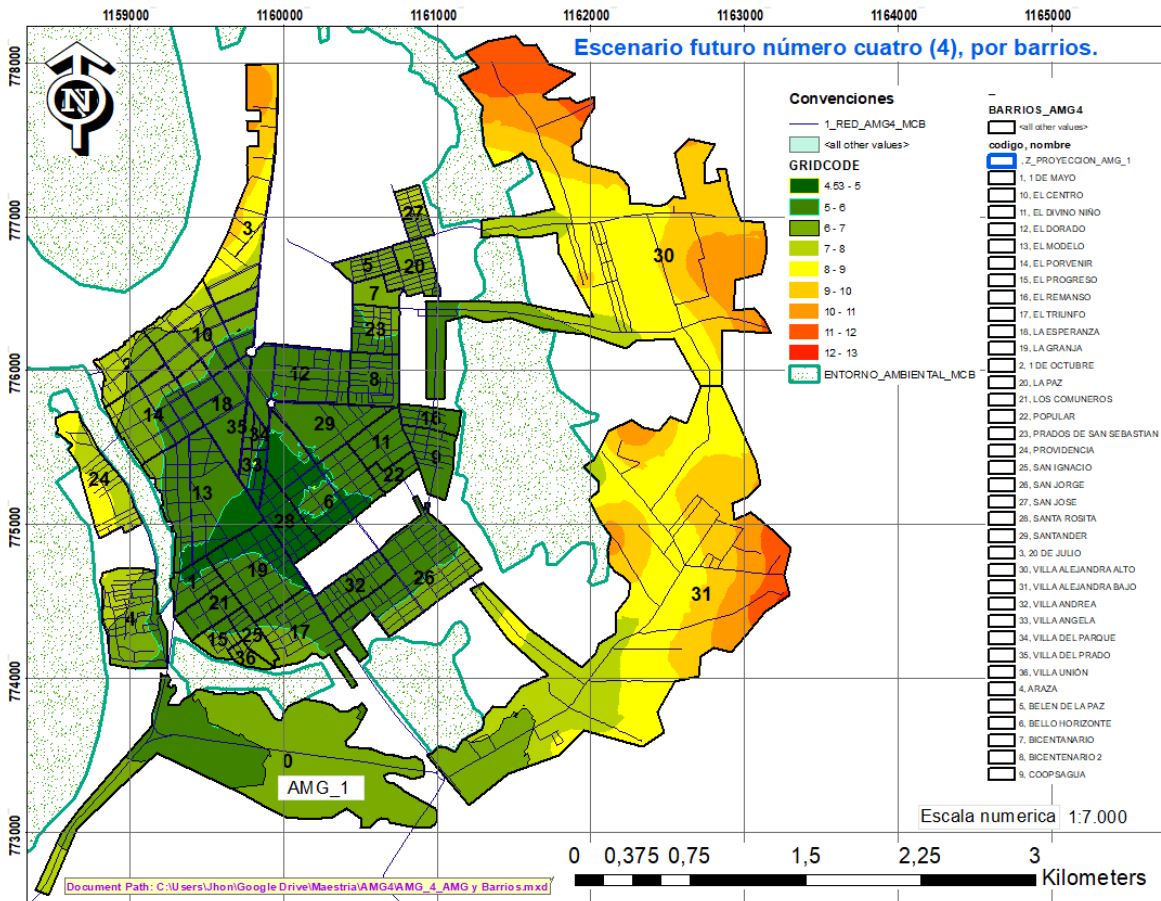 1159000 1160000 1161000 1162000 1163000 1164000 1165000
Escenario futuro número cuatro (4), por barrios.
N
778000
777000
776000
775000
774000
773000
Convenciones
1_RED_AMG4_MCB
<all other values>
GRIDCODE
4.53 - 5
5 - 6
6 - 7
7 - 8
8 - 9
9 - 10
10 - 11
11 - 12
12 - 13
ENTORNO_AMBIENTAL_MCB
BARRIOS_AMG4
<all other values>
codigo, nombre
, Z_PROYECCION_AMG_1
1, 1 DE MAYO
10, EL CENTRO
11, EL DIVINO NIÑO
12, EL DORADO
13, EL MODELO
14, EL PORVENIR
15, EL PROGRESO
16, EL REMANSO
17, EL TRIUNFO
18, LA ESPERANZA
19, LA GRANJA
2, 1 DE OCTUBRE
20, LA PAZ
21, LOS COMUNEROS
22, POPULAR
23, PRADOS DE SAN SEBASTIAN
24, PROVIDENCIA
25, SAN IGNACIO
26, SAN JORGE
27, SAN JOSE
28, SANTA ROSITA
29, SANTANDER
3, 20 DE JULIO
30, VILLA ALEJANDRA ALTO
31, VILLA ALEJANDRA BAJO
32, VILLA ANDREA
33, VILLA ANGELA
34, VILLA DEL PARQUE
35, VILLA DEL PRADO
36, VILLA UNIÓN
4, ARAZA
5, BELEN DE LA PAZ
6, BELLO HORIZONTE
7, BICENTANARIO
8, BICENTENARIO 2
9, COOPSAGUA
27
3
30
5
20
7
10
23
2
12
8
18
14
29
16
35
34
11
9
24
33
22
13
6
28
1
19
32
26
31
21
4
15
25
17
36
0
AMG_1
Escala numerica 1:7.000
0 0,375 0,75 1,5 2,25 3
Kilometers
Document Path: C:\Users\Jhon\Google Drive\Maestria\AMG4\AMG_4_AMG y Barrios.mxd